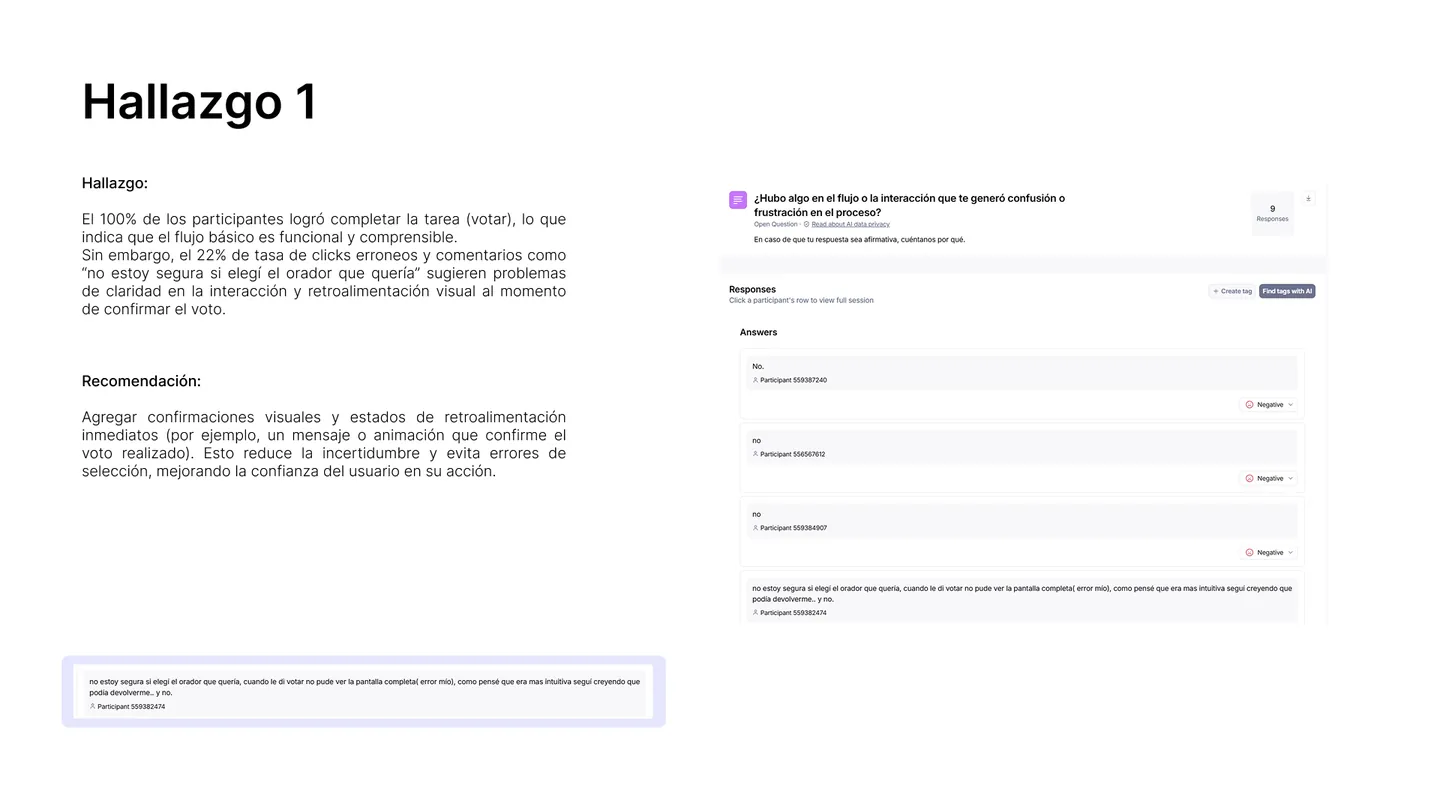 Hallazgo 1
Hallazgo:
El 100% de los participantes logró completar la tarea (votar), lo que
indica que el flujo básico es funcional y comprensible.
Sin embargo, el 22% de tasa de clicks erroneos y comentarios como
“no estoy segura si elegí el orador que quería” sugieren problemas
de claridad en la interacción y retroalimentación visual al momento
de confirmar el voto.
Recomendación:
Agregar confirmaciones visuales y estados de retroalimentación
inmediatos (por ejemplo, un mensaje o animación que confirme el
voto realizado). Esto reduce la incertidumbre y evita errores de
selección, mejorando la confianza del usuario en su acción.
no estoy segura si elegí el orador que quería, cuando le di votar no pude ver la pantalla completa( error mío), como pensé que era mas intuitiva seguí creyendo que
podía devolverme.. y no.
Participant 559382474
¿Hubo algo en el flujo o la interacción que te generó confusión o
frustración en el proceso?
Open Question · Read about AI data privacy
En caso de que tu respuesta sea afirmativa, cuéntanos por qué.
9
Responses
Responses
Click a participant's row to view full session
+ Create tag
Find tags with AI
Answers
No.
Participant 559387240
Negative
no
Participant 556567612
Negative
no
Participant 559384907
Negative
no estoy segura si elegí el orador que quería, cuando le di votar no pude ver la pantalla completa( error mío), como pensé que era mas intuitiva seguí creyendo que
podía devolverme.. y no.
Participant 559382474